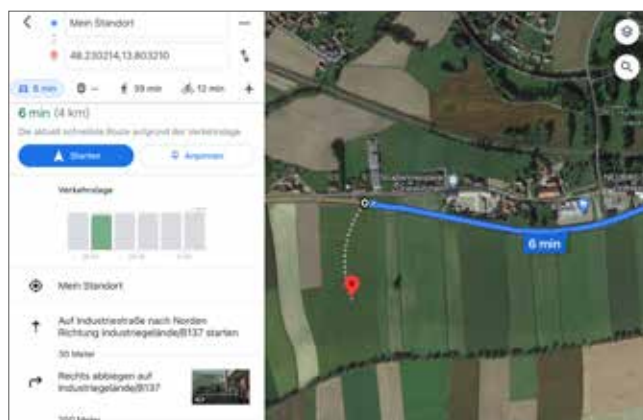 Mein Standort
48.230214,13.803210
6 min
--
39 min
12 min
6 min (4 km)
Die aktuell schnellste Route aufgrund der Verkehrslage
Starten
Anpinnen
Verkehrslage
Mein Standort
Auf Industriestraße nach Norden
Richtung Industriegelände/B137 starten
30 Meter
Rechts abbiegen auf
Industriegelände/B137
200 Meter
6 min